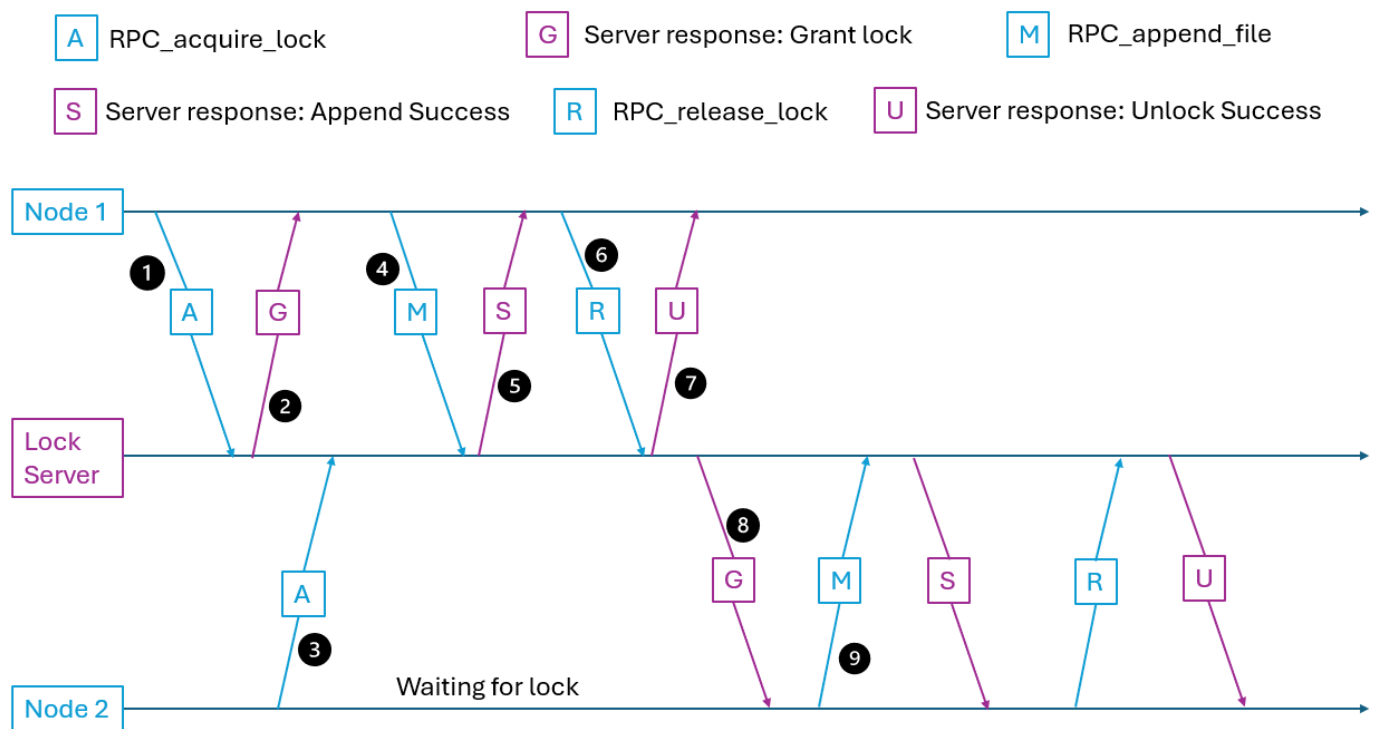 A RPC_acquire_lock G Server response: Grant lock M RPC_append_file
S Server response: Append Success R RPC_release_lock U Server response: Unlock Success
Node 1
1 4 6
A G M S R U
2 5 7
Lock
Server
8
G M S R U
A
3 9
Waiting for lock
Node 2